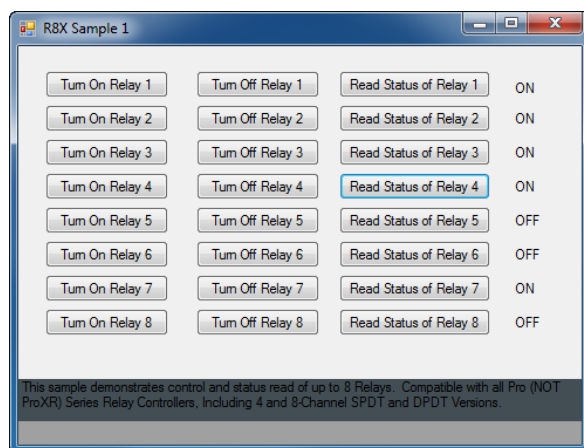 R8X Sample 1
Turn On Relay 1 Turn Off Relay 1 Read Status of Relay 1 ON
Turn On Relay 2 Turn Off Relay 2 Read Status of Relay 2 ON
Turn On Relay 3 Turn Off Relay 3 Read Status of Relay 3 ON
Turn On Relay 4 Turn Off Relay 4 Read Status of Relay 4 ON
Turn On Relay 5 Turn Off Relay 5 Read Status of Relay 5 OFF
Turn On Relay 6 Turn Off Relay 6 Read Status of Relay 6 OFF
Turn On Relay 7 Turn Off Relay 7 Read Status of Relay 7 ON
Turn On Relay 8 Turn Off Relay 8 Read Status of Relay 8 OFF
This sample demonstrates control and status read of up to 8 Relays. Compatible with all Pro (NOT
ProXR) Series Relay Controllers, Including 4 and 8-Channel SPDT and DPDT Versions.